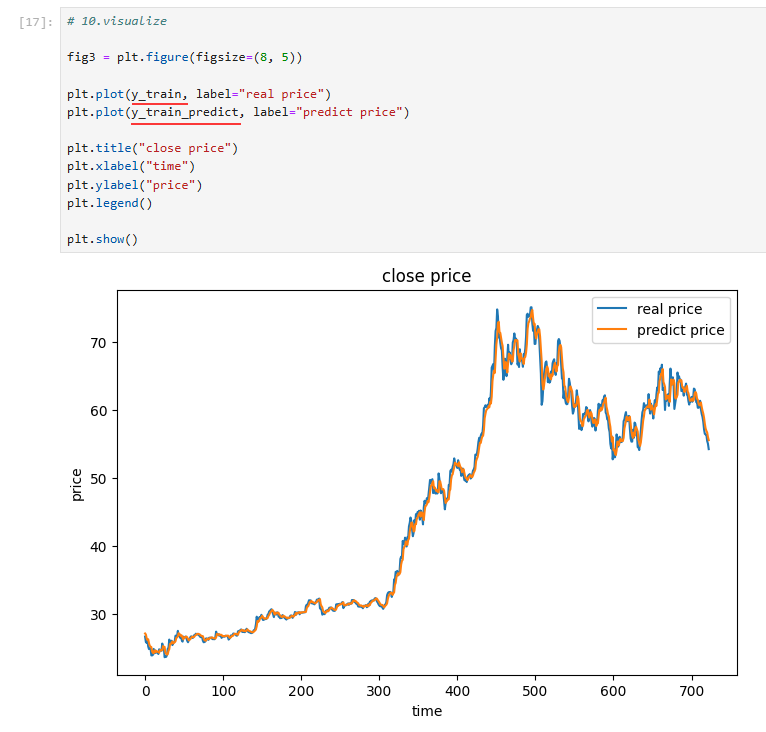 [17]: # 10.visualize
fig3 = plt.figure(figsize=(8, 5))
plt.plot(y_train, label="real price")
plt.plot(y_train_predict, label="predict price")
plt.title("close price")
plt.xlabel("time")
plt.ylabel("price")
plt.legend()
plt.show()
close price
real price
predict price
70
60
50
40
30
price
0 100 200 300 400 500 600 700
time